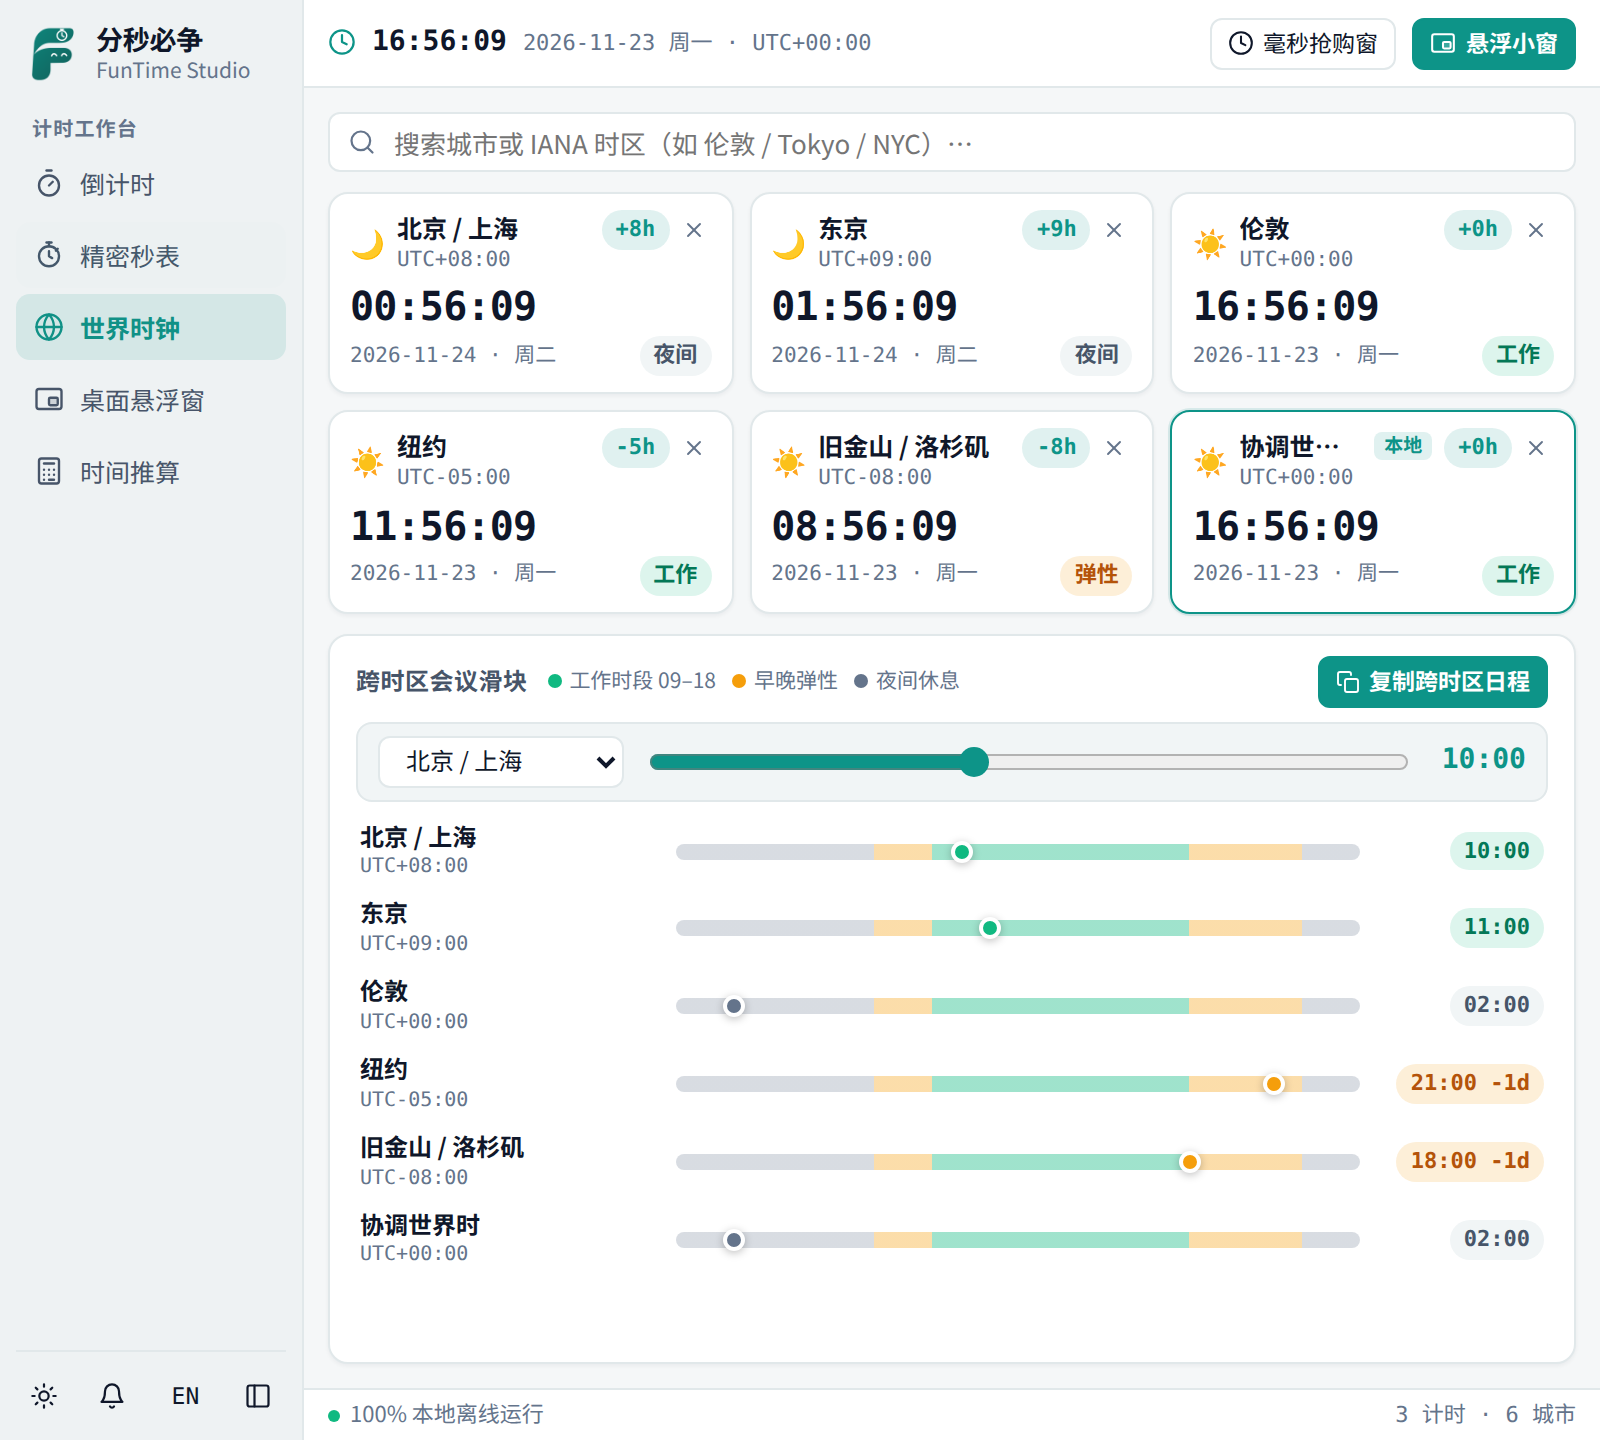 分秒必争
FunTime Studio
计时工作台
倒计时
精密秒表
世界时钟
桌面悬浮窗
时间推算
EN
16:56:09 2026-11-23 周一 · UTC+00:00
毫秒抢购窗
悬浮小窗
搜索城市或 IANA 时区（如 伦敦 / Tokyo / NYC）…
北京 / 上海 +8h
UTC+08:00
00:56:09
2026-11-24 · 周二 夜间
东京 +9h
UTC+09:00
01:56:09
2026-11-24 · 周二 夜间
伦敦 +0h
UTC+00:00
16:56:09
2026-11-23 · 周一 工作
纽约 -5h
UTC-05:00
11:56:09
2026-11-23 · 周一 工作
旧金山 / 洛杉矶 -8h
UTC-08:00
08:56:09
2026-11-23 · 周一 弹性
协调世… 本地 +0h
UTC+00:00
16:56:09
2026-11-23 · 周一 工作
跨时区会议滑块 工作时段 09–18 早晚弹性 夜间休息
复制跨时区日程
北京 / 上海 10:00
北京 / 上海
UTC+08:00
10:00
东京
UTC+09:00
11:00
伦敦
UTC+00:00
02:00
纽约
UTC-05:00
21:00 -1d
旧金山 / 洛杉矶
UTC-08:00
18:00 -1d
协调世界时
UTC+00:00
02:00
100% 本地离线运行
3 计时 · 6 城市